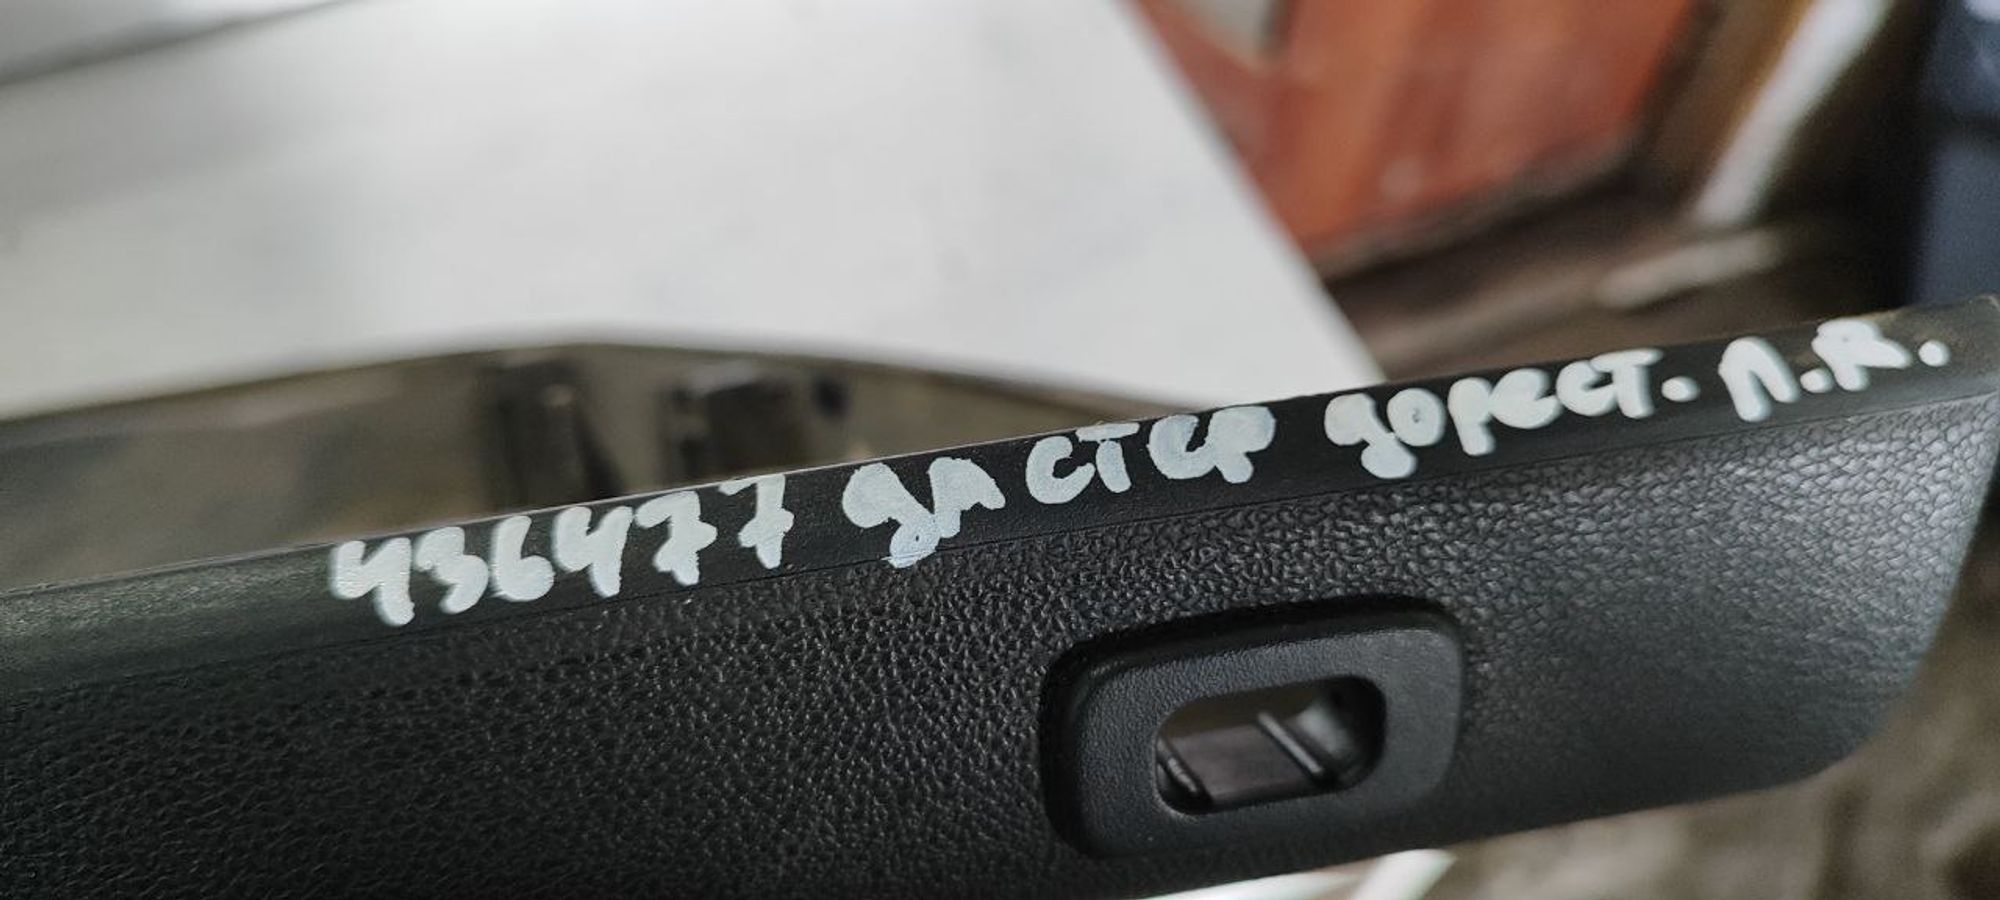 436477 дастер дорест. п.п.